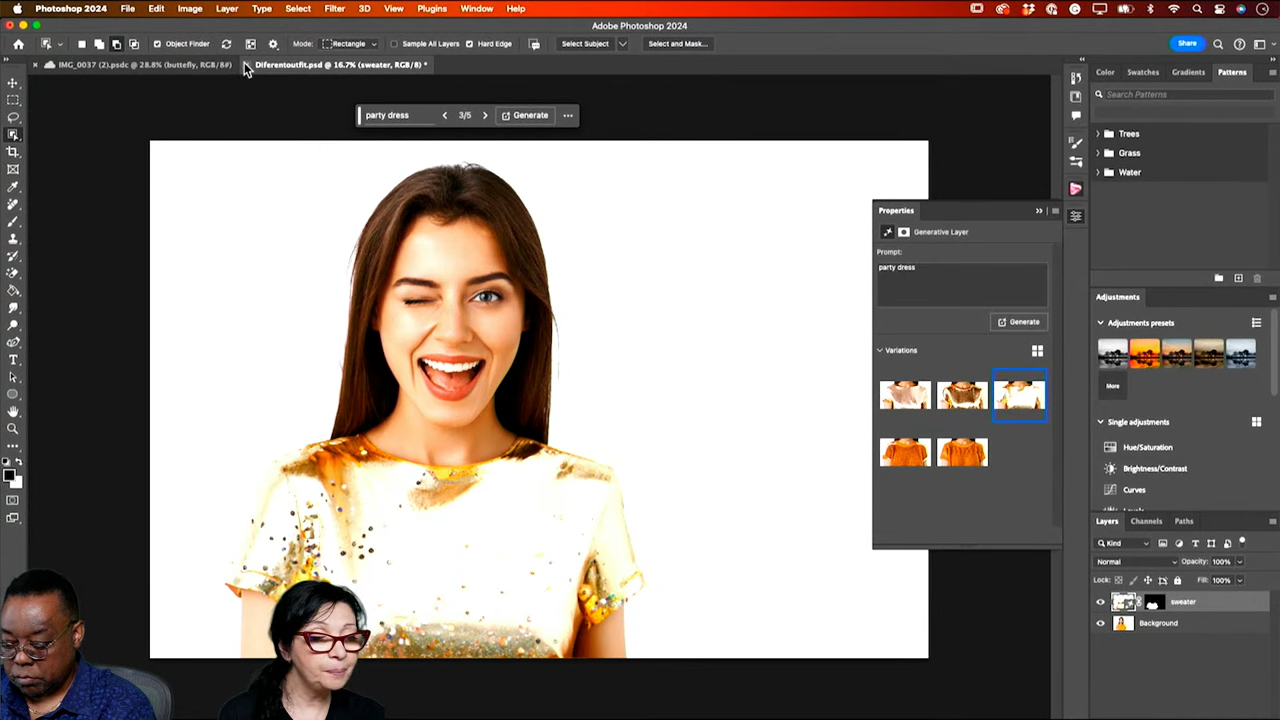 Photoshop 2024 File Edit Image Layer Type Select Filter 3D View Plugins Window Help
Adobe Photoshop 2024
Object Finder Mode: Rectangle Sample All Layers Hard Edge Select Subject Select and Mask... Share
× IMG_0037 (2).psdc @ 28.8% (buttefly, RGB/8#) Diferentoutfit.psd @ 16.7% (sweater, RGB/8) *
party dress 3/5 Generate ...
Color Swatches Gradients Patterns
Search Patterns
Trees
Grass
Water
Properties
Generative Layer
Prompt:
party dress
Generate
Variations
Adjustments
Adjustments presets
More
Single adjustments
Hue/Saturation
Brightness/Contrast
Curves
Levels
Layers Channels Paths
Kind
Normal Opacity: 100%
Lock: Fill: 100%
sweater
Background